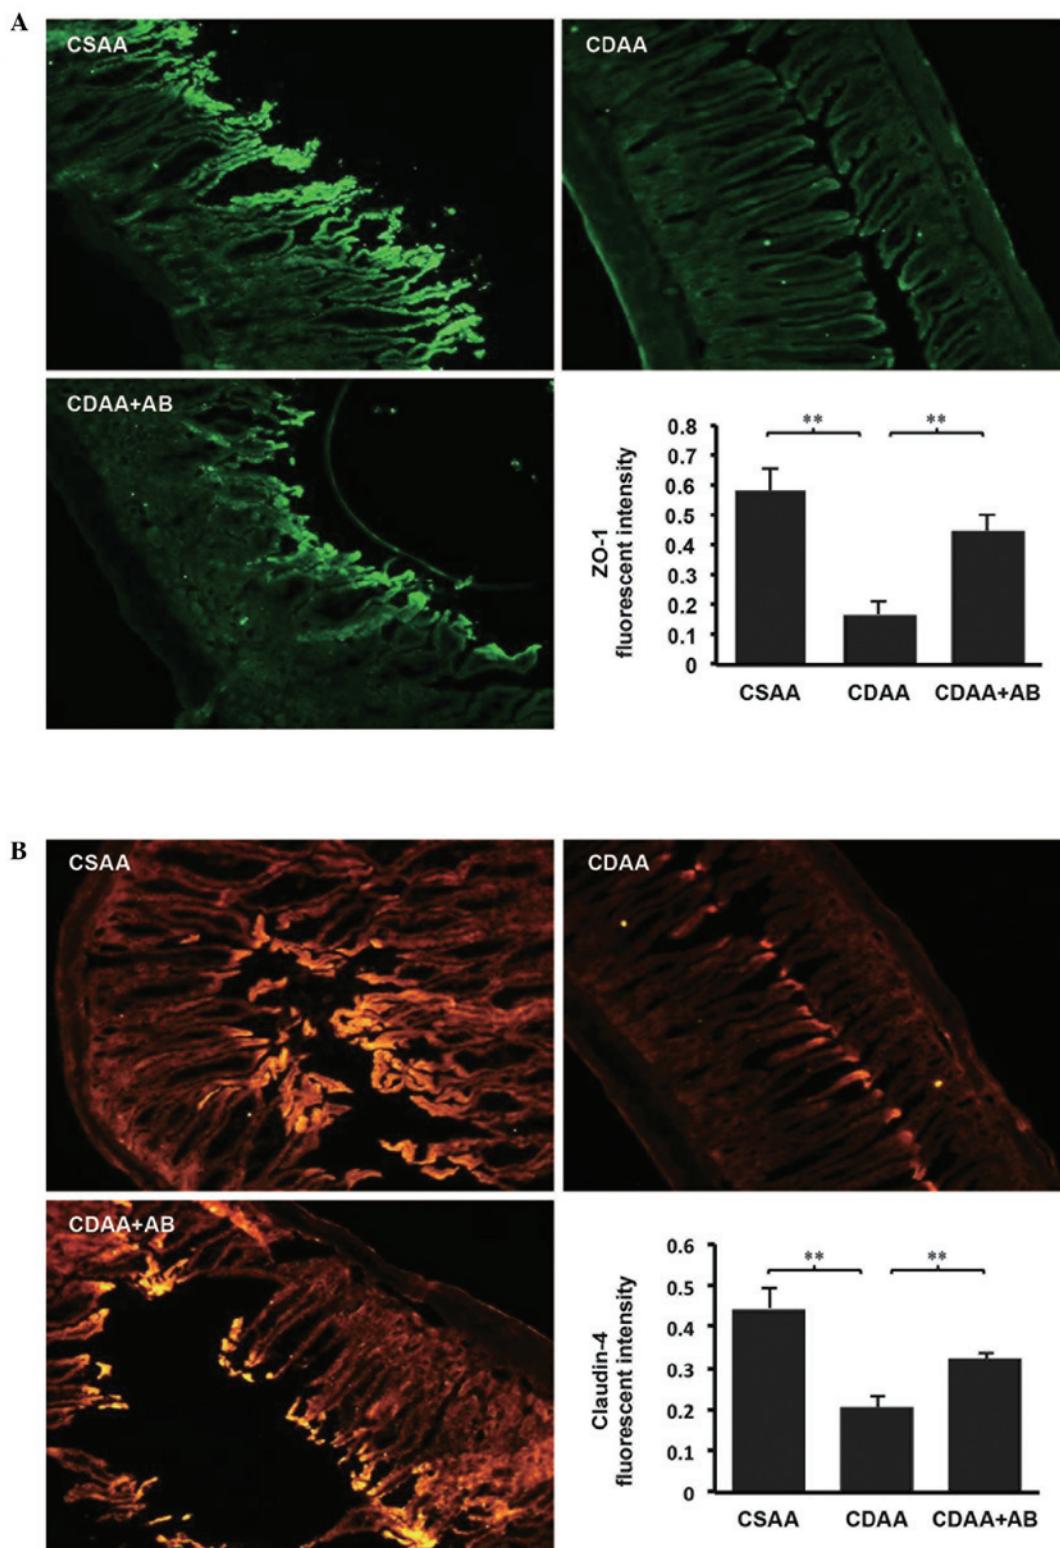 A
CSAA
CDAA
CDAA+AB
ZO-1
fluorescent intensity
0.8
0.7
0.6
0.5
0.4
0.3
0.2
0.1
0
** **
CSAA CDAA CDAA+AB
B
CSAA
CDAA
CDAA+AB
Claudin-4
fluorescent intensity
0.6
0.5
0.4
0.3
0.2
0.1
0
** **
CSAA CDAA CDAA+AB